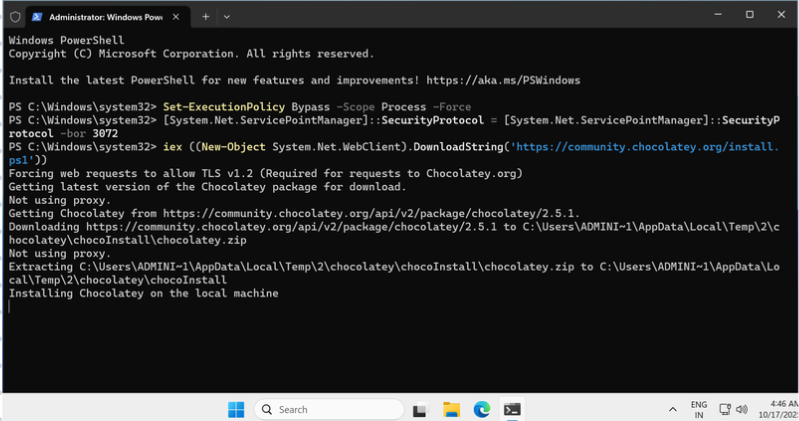 Administrator: Windows Powe
Windows PowerShell
Copyright (C) Microsoft Corporation. All rights reserved.
Install the latest PowerShell for new features and improvements! https://aka.ms/PSWindows
PS C:\Windows\system32> Set-ExecutionPolicy Bypass -Scope Process -Force
PS C:\Windows\system32> [System.Net.ServicePointManager]::SecurityProtocol = [System.Net.ServicePointManager]::SecurityP
rotocol -bor 3072
PS C:\Windows\system32> iex ((New-Object System.Net.WebClient).DownloadString('https://community.chocolatey.org/install.
ps1'))
Forcing web requests to allow TLS v1.2 (Required for requests to Chocolatey.org)
Getting latest version of the Chocolatey package for download.
Not using proxy.
Getting Chocolatey from https://community.chocolatey.org/api/v2/package/chocolatey/2.5.1.
Downloading https://community.chocolatey.org/api/v2/package/chocolatey/2.5.1 to C:\Users\ADMINI~1\AppData\Local\Temp\2\c
hocolatey\chocoInstall\chocolatey.zip
Not using proxy.
Extracting C:\Users\ADMINI~1\AppData\Local\Temp\2\chocolatey\chocoInstall\chocolatey.zip to C:\Users\ADMINI~1\AppData\Lo
cal\Temp\2\chocolatey\chocoInstall
Installing Chocolatey on the local machine
Search
ENG
IN
4:46 AM
10/17/202